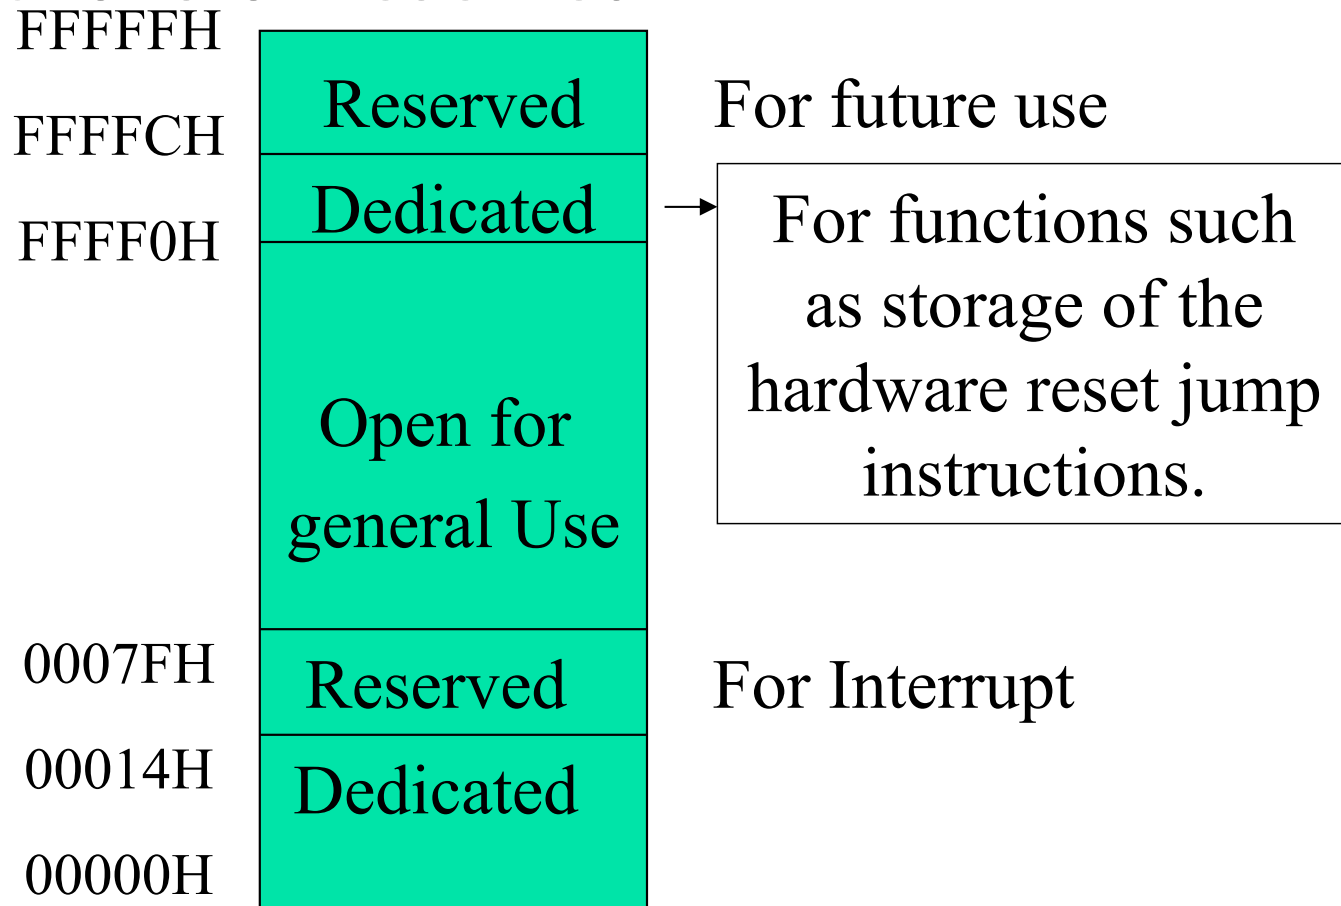 FFFFFH
Reserved
For future use
FFFFCH
Dedicated
FFFF0H
For functions such
as storage of the
hardware reset jump
instructions.
Open for
general Use
0007FH
Reserved
For Interrupt
00014H
Dedicated
00000H